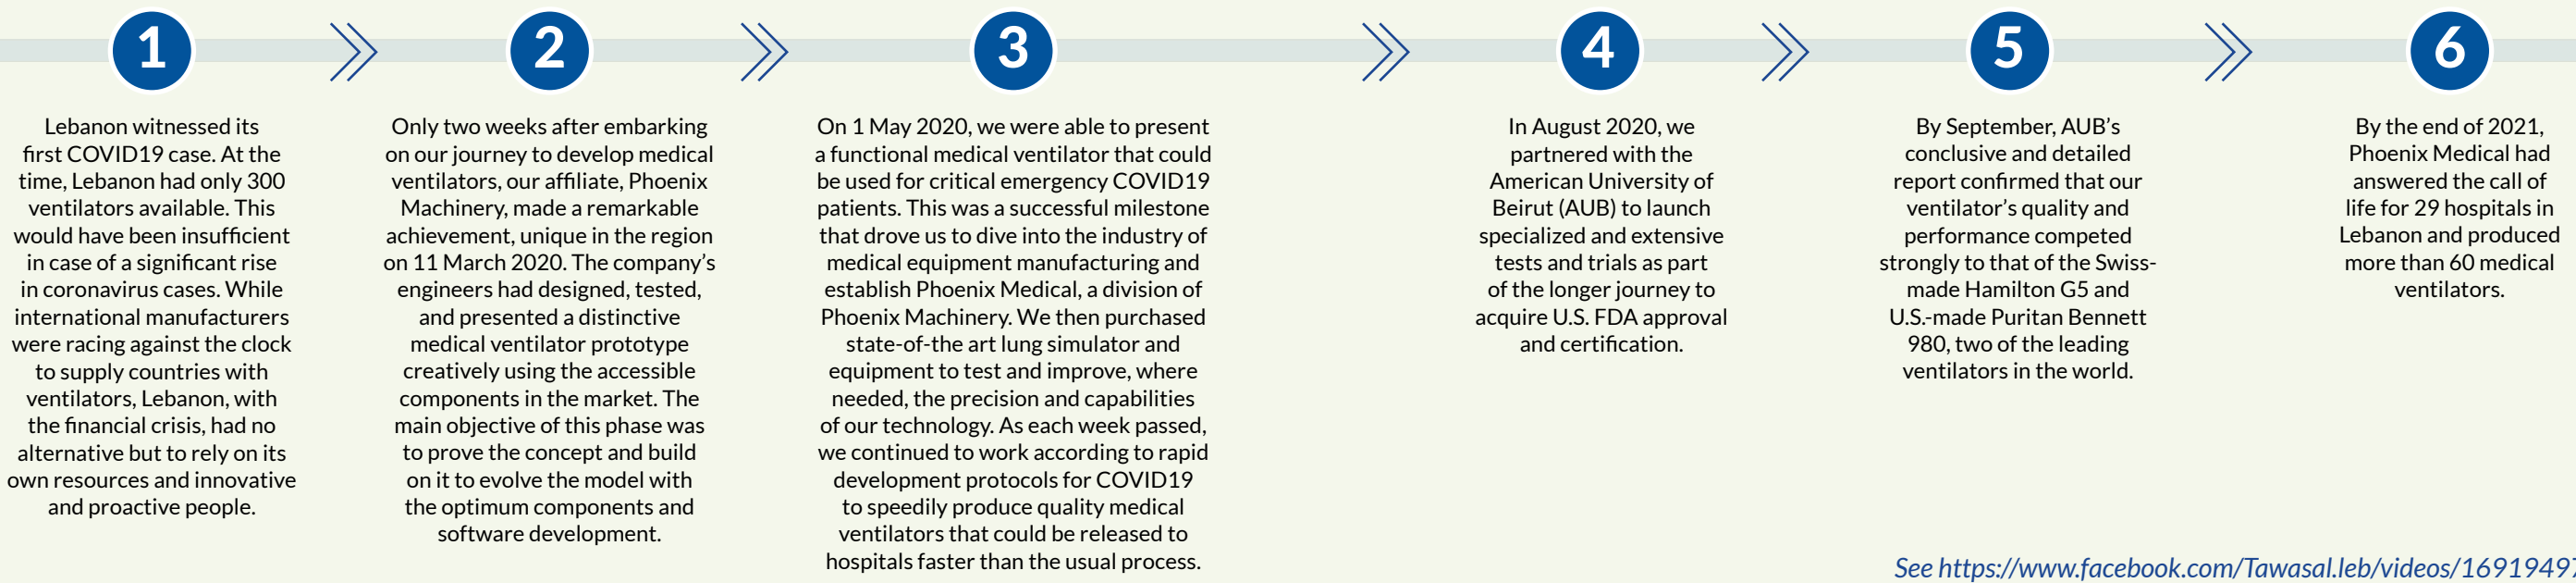 1
Lebanon witnessed its
first COVID19 case. At the
time, Lebanon had only 300
ventilators available. This
would have been insufficient
in case of a significant rise
in coronavirus cases. While
international manufacturers
were racing against the clock
to supply countries with
ventilators, Lebanon, with
the financial crisis, had no
alternative but to rely on its
own resources and innovative
and proactive people.
2
Only two weeks after embarking
on our journey to develop medical
ventilators, our affiliate, Phoenix
Machinery, made a remarkable
achievement, unique in the region
on 11 March 2020. The company's
engineers had designed, tested,
and presented a distinctive
medical ventilator prototype
creatively using the accessible
components in the market. The
main objective of this phase was
to prove the concept and build
on it to evolve the model with
the optimum components and
software development.
3
On 1 May 2020, we were able to present
a functional medical ventilator that could
be used for critical emergency COVID19
patients. This was a successful milestone
that drove us to dive into the industry of
medical equipment manufacturing and
establish Phoenix Medical, a division of
Phoenix Machinery. We then purchased
state-of-the art lung simulator and
equipment to test and improve, where
needed, the precision and capabilities
of our technology. As each week passed,
we continued to work according to rapid
development protocols for COVID19
to speedily produce quality medical
ventilators that could be released to
hospitals faster than the usual process.
4
In August 2020, we
partnered with the
American University of
Beirut (AUB) to launch
specialized and extensive
tests and trials as part
of the longer journey to
acquire U.S. FDA approval
and certification.
5
By September, AUB's
conclusive and detailed
report confirmed that our
ventilator's quality and
performance competed
strongly to that of the Swiss-
made Hamilton G5 and
U.S.-made Puritan Bennett
980, two of the leading
ventilators in the world.
6
By the end of 2021,
Phoenix Medical had
answered the call of
life for 29 hospitals in
Lebanon and produced
more than 60 medical
ventilators.
See https://www.facebook.com/Tawasal.leb/videos/1691949